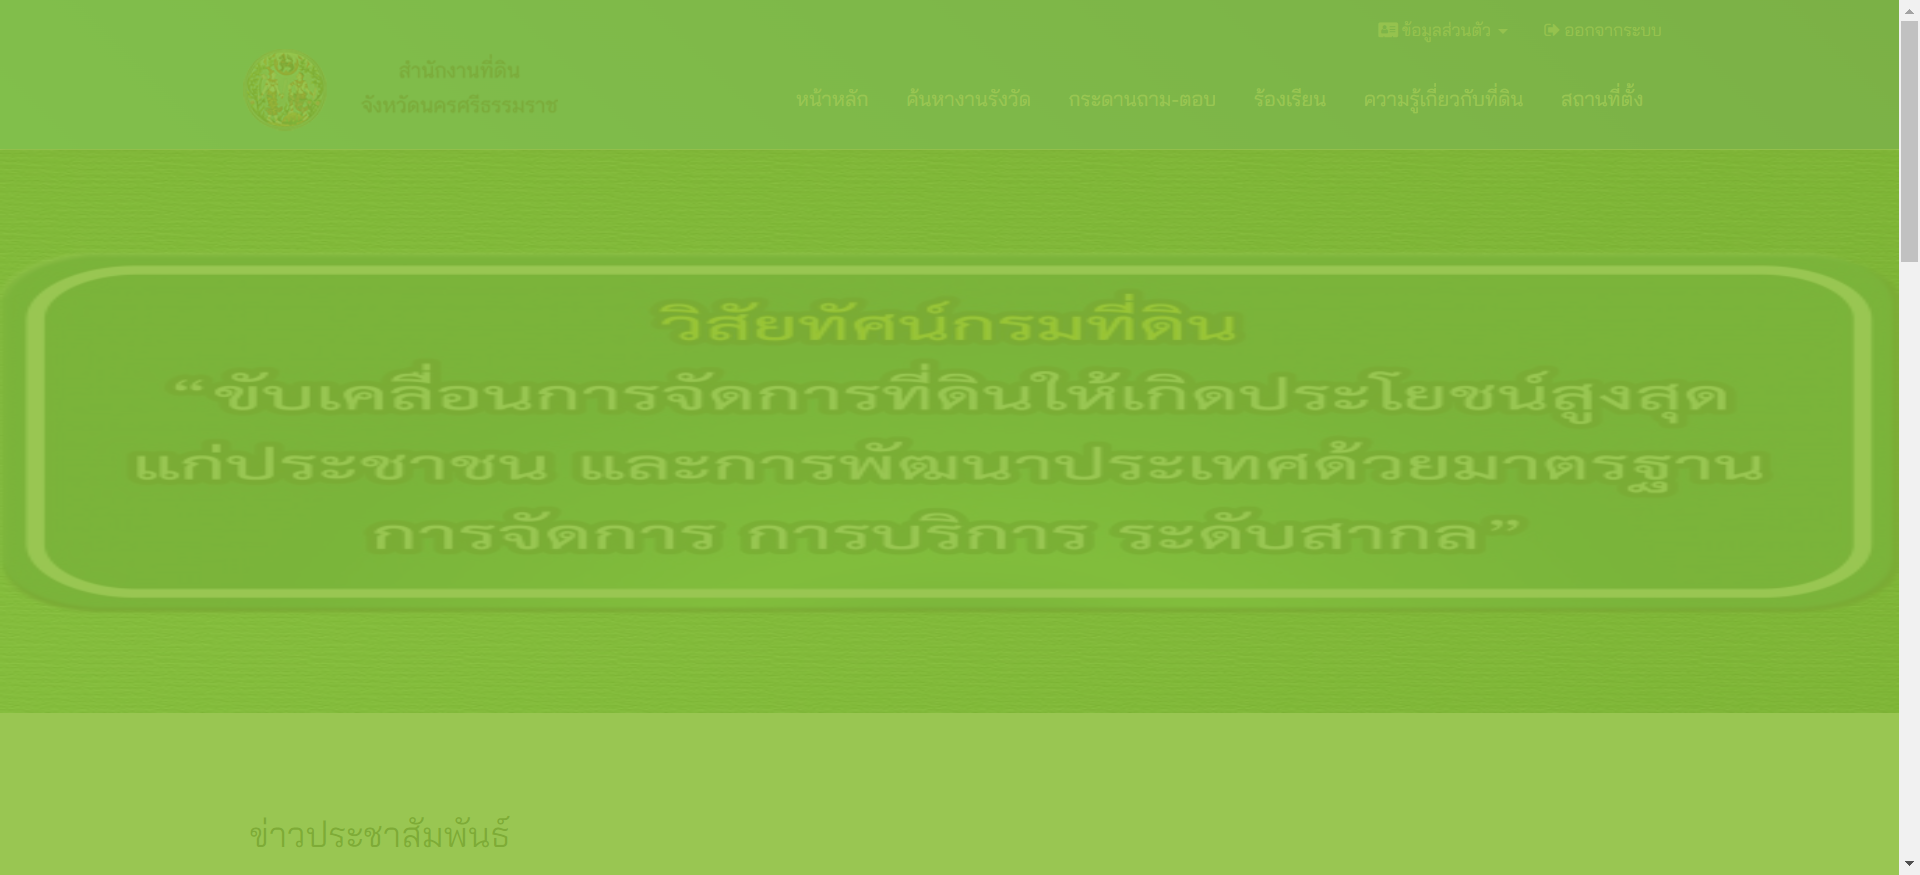 ข้อมูลส่วนตัว
ออกจากระบบ
สำนักงานที่ดิน
จังหวัดนครศรีธรรมราช
หน้าหลัก
ค้นหางานรังวัด
กระดานถาม-ตอบ
ร้องเรียน
ความรู้เกี่ยวกับที่ดิน
สถานที่ตั้ง
วิสัยทัศน์กรมที่ดิน
“ขับเคลื่อนการจัดการที่ดินให้เกิดประโยชน์สูงสุด
แก่ประชาชน และการพัฒนาประเทศด้วยมาตรฐาน
การจัดการ การบริการ ระดับสากล”
ข่าวประชาสัมพันธ์